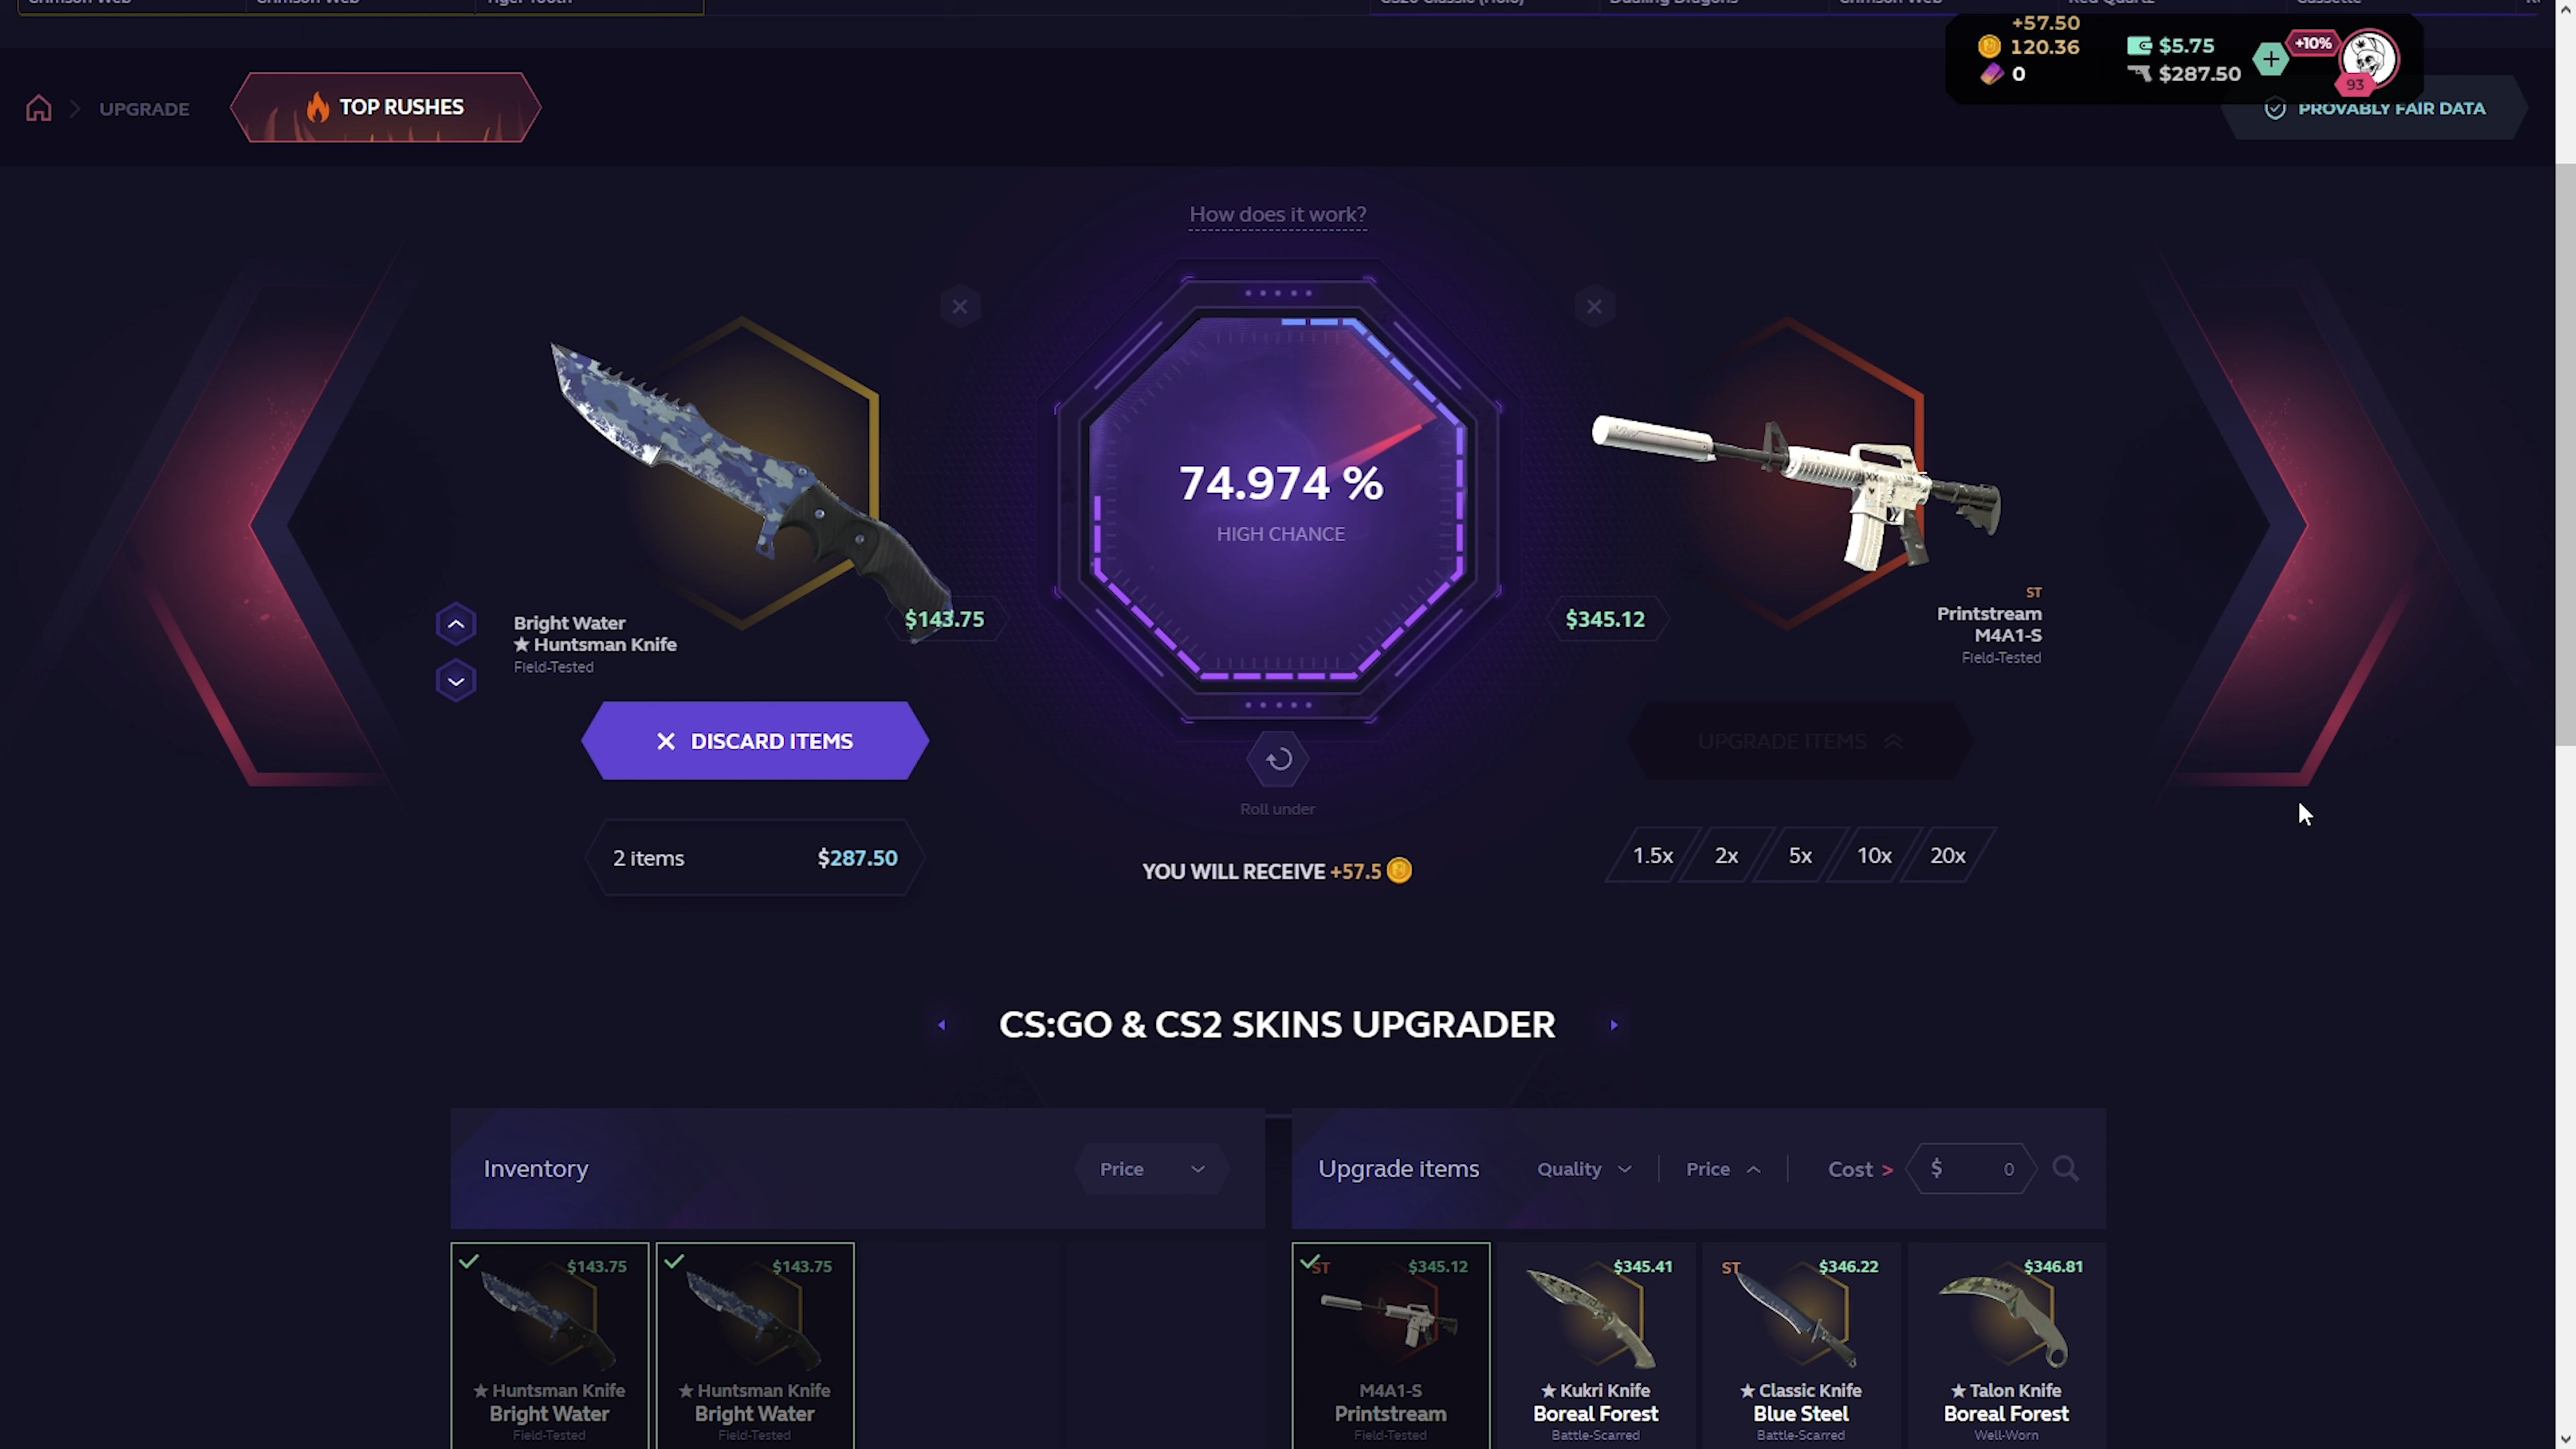 +57.50
120.36
$5.75
+10%
0
$287.50
93
UPGRADE
TOP RUSHES
PROVABLY FAIR DATA
How does it work?
74.974 %
HIGH CHANCE
$143.75
$345.12
Bright Water
★ Huntsman Knife
Field-Tested
ST
Printstream
M4A1-S
Field-Tested
DISCARD ITEMS
UPGRADE ITEMS
Roll under
2 items
$287.50
YOU WILL RECEIVE +57.5
1.5x
2x
5x
10x
20x
CS:GO & CS2 SKINS UPGRADER
Inventory
Price
Upgrade items
Quality
Price
Cost >
$ 0
$143.75
★ Huntsman Knife
Bright Water
Field-Tested
$143.75
★ Huntsman Knife
Bright Water
Field-Tested
ST
$345.12
M4A1-S
Printstream
Field-Tested
$345.41
★ Kukri Knife
Boreal Forest
Battle-Scarred
ST
$346.22
★ Classic Knife
Blue Steel
Battle-Scarred
$346.81
★ Talon Knife
Boreal Forest
Well-Worn